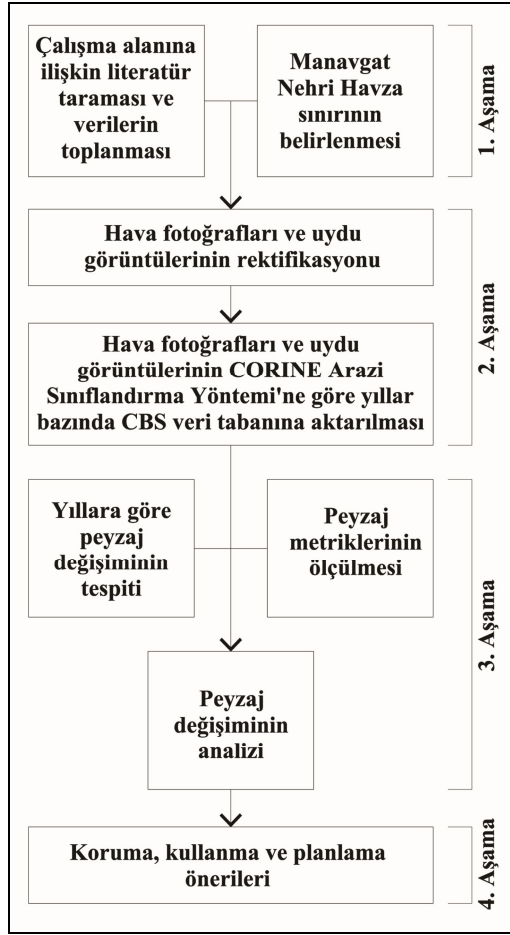 Çalışma alanına
ilişkin literatür
taraması ve
verilerin
toplanması
Manavgat
Nehri Havza
sınırının
belirlenmesi
1. Aşama
Hava fotoğrafları ve uydu
görüntülerinin rektifikasyonu
Hava fotoğrafları ve uydu
görüntülerinin CORINE Arazi
Sınıflandırma Yöntemi'ne göre yıllar
bazında CBS veri tabanına aktarılması
2. Aşama
Yıllara göre
peyzaj
değişiminin
tespiti
Peyzaj
metriklerinin
ölçülmesi
Peyzaj
değişiminin
analizi
3. Aşama
Koruma, kullanma ve planlama
önerileri
4. Aşama